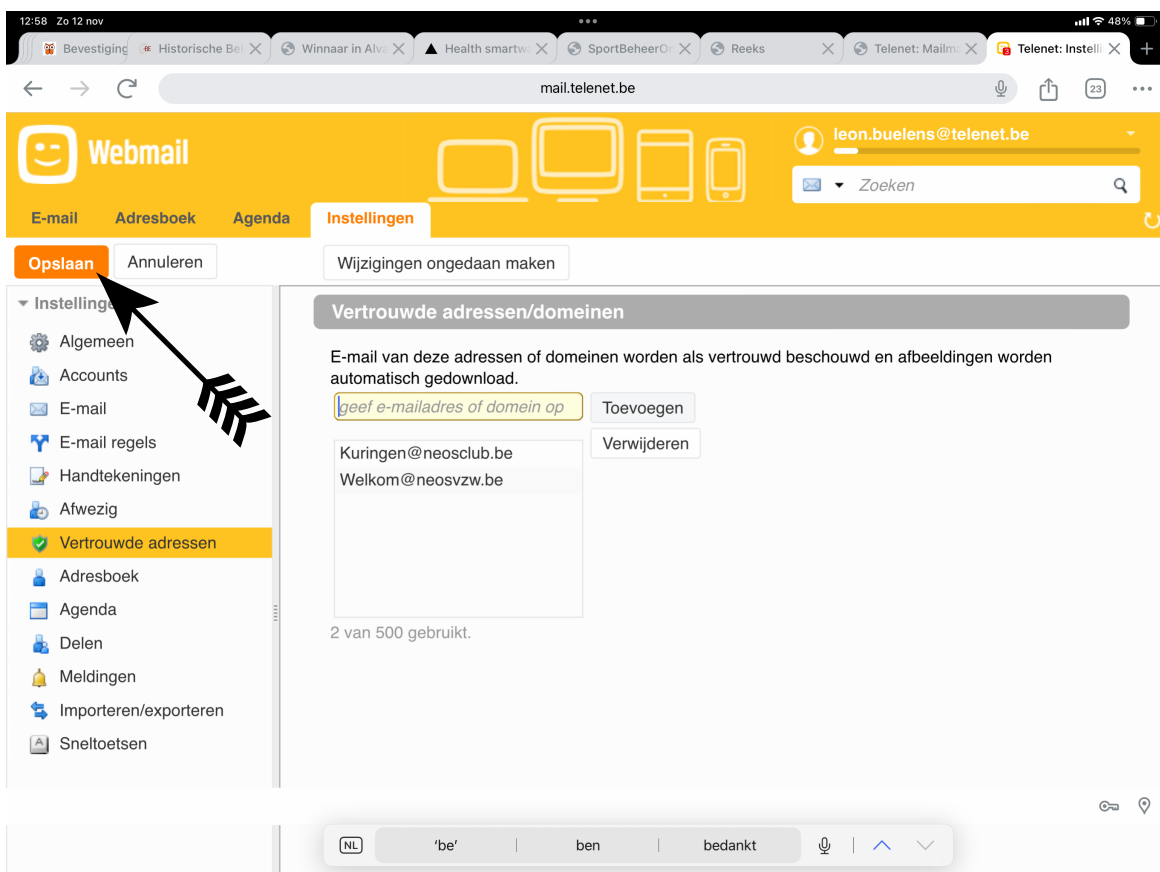 12:58 Zo 12 nov
48%
Bevestiging
Historische Bel
Winnaar in Alva
Health smartwa
SportBeheerOn
Reeks
Telenet: Mailma
Telenet: Instelli
mail.telenet.be
23
Webmail
leon.buelens@telenet.be
Zoeken
E-mail Adresboek Agenda Instellingen
Opslaan Annuleren Wijzigingen ongedaan maken
Instellinge
Vertrouwde adressen/domeinen
Algemeen
Accounts
E-mail
E-mail regels
Handtekeningen
Afwezig
Vertrouwde adressen
Adresboek
Agenda
Delen
Meldingen
Importeren/exporteren
A Sneltoetsen
E-mail van deze adressen of domeinen worden als vertrouwd beschouwd en afbeeldingen worden
automatisch gedownload.
geef e-mailadres of domein op Toevoegen
Verwijderen
Kuringen@neosclub.be
Welkom@neosvzw.be
2 van 500 gebruikt.
NL 'be' ben bedankt